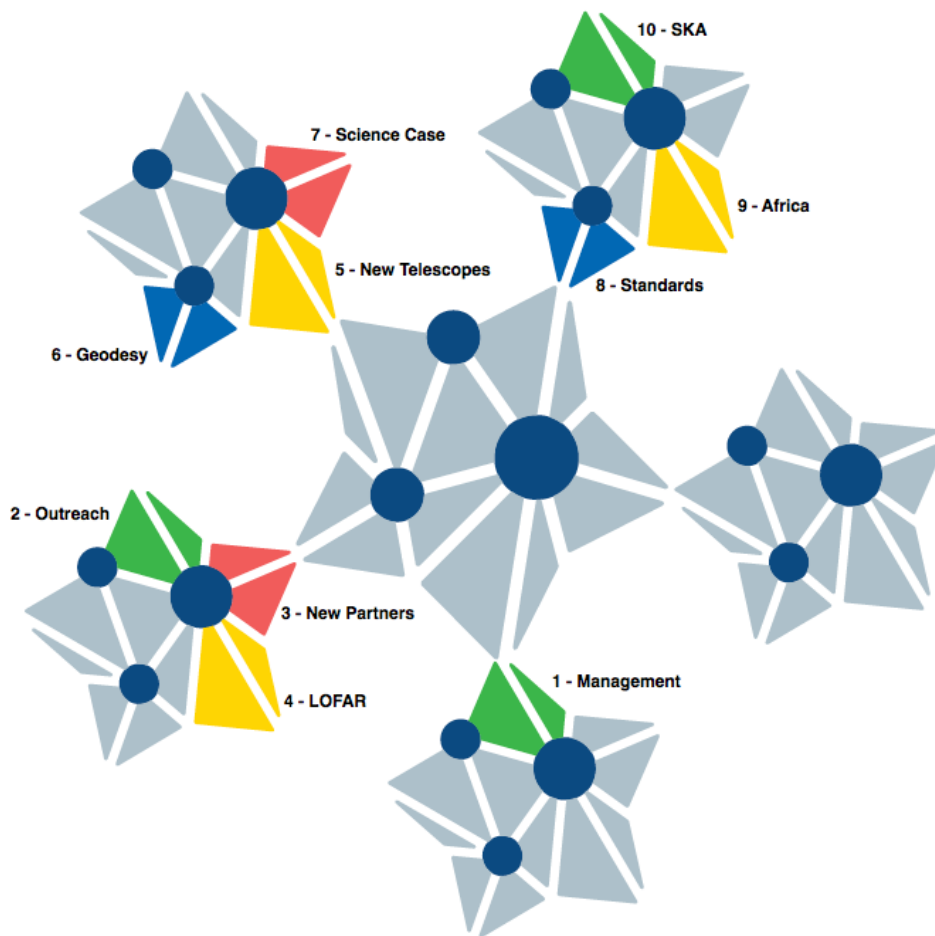 10 - SKA
7 - Science Case
9 - Africa
5 - New Telescopes
8 - Standards
6 - Geodesy
2 - Outreach
3 - New Partners
1 - Management
4 - LOFAR